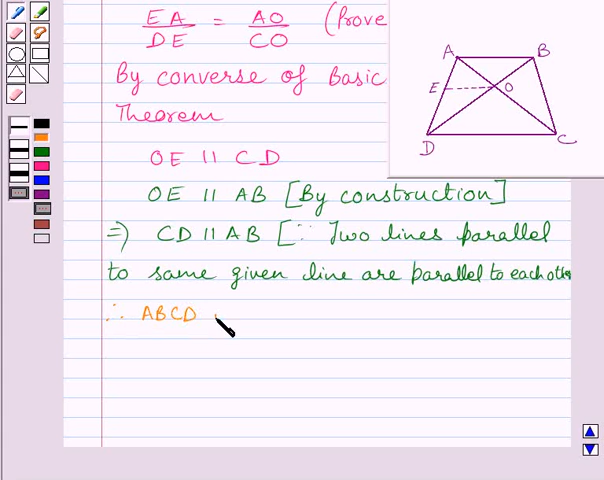 EA/DE = AO/CO (Prove
By converse of Basic
Theorem
OE || CD
OE || AB [By construction]
=) CD || AB [∵ Two lines parallel
to same given line are parallel to each othe
∴ ABCD
A B
E O
D C